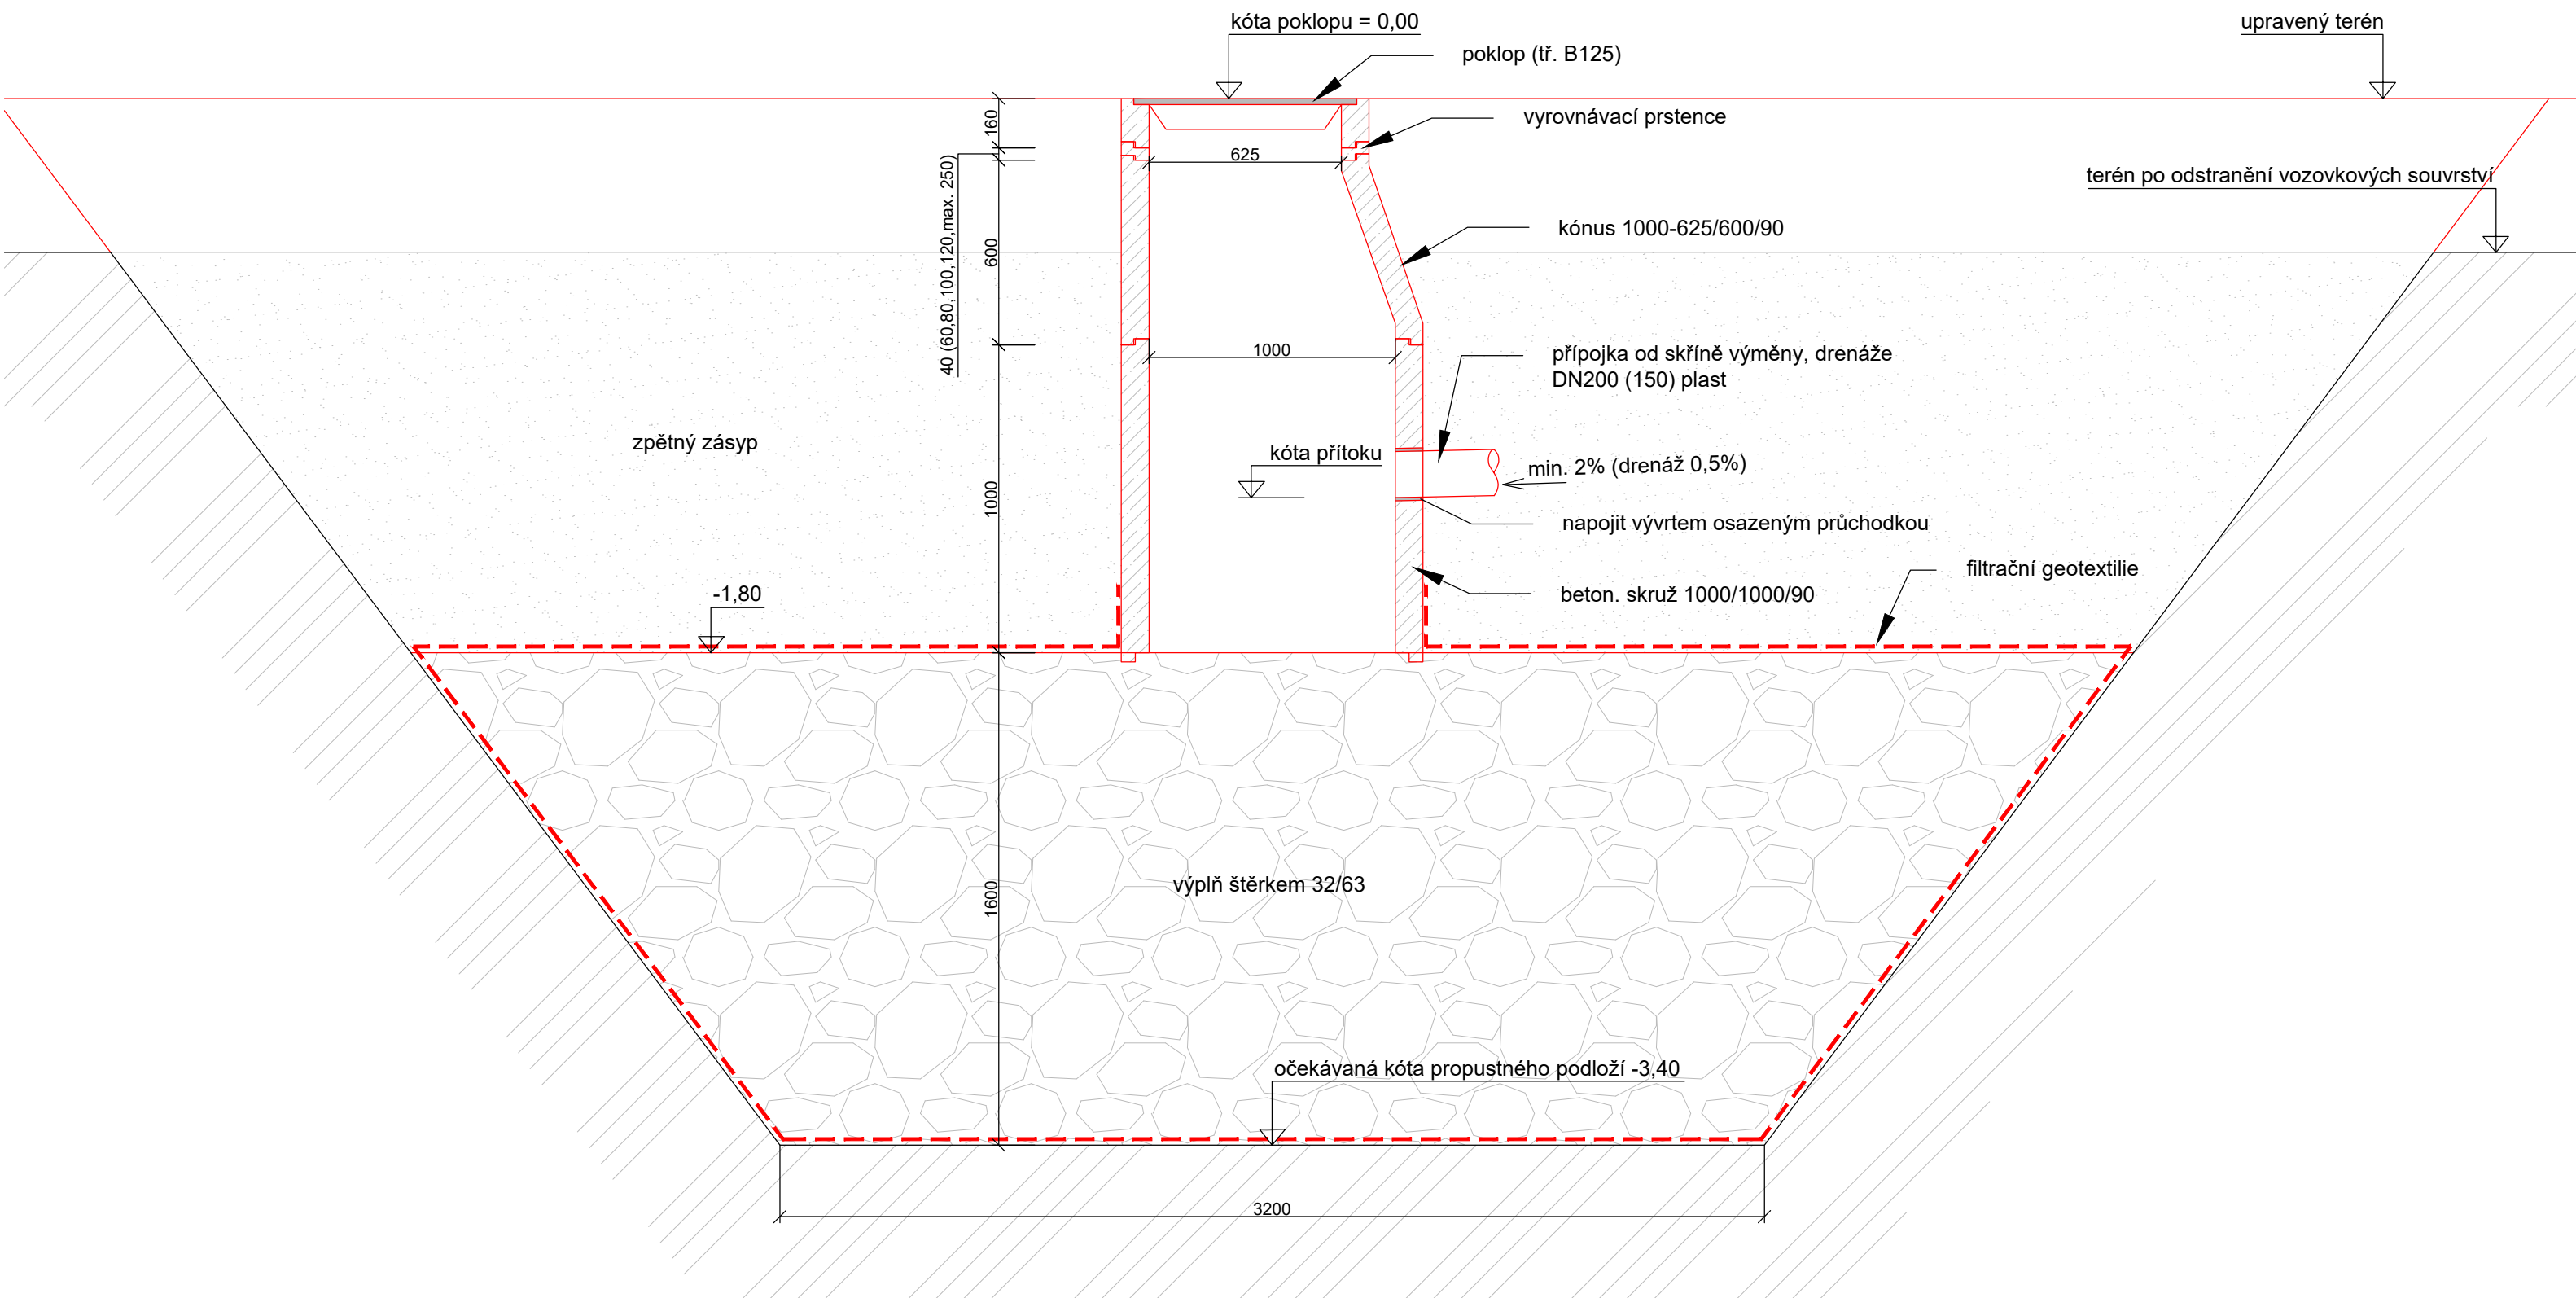 kóta poklopu = 0,00
upravený terén
poklop (tř. B125)
vyrovnávací prstence
160
625
40 (60,80,100,120,max. 250)
terén po odstranění vozovkových souvrství
kónus 1000-625/600/90
600
1000
přípojka od skříně výměny, drenáže
DN200 (150) plast
zpětný zásyp
kóta přítoku
min. 2% (drenáž 0,5%)
1000
napojit vývrtem osazeným průchodkou
filtrační geotextilie
-1,80
beton. skruž 1000/1000/90
výplň štěrkem 32/63
1600
očekávaná kóta propustného podloží -3,40
3200